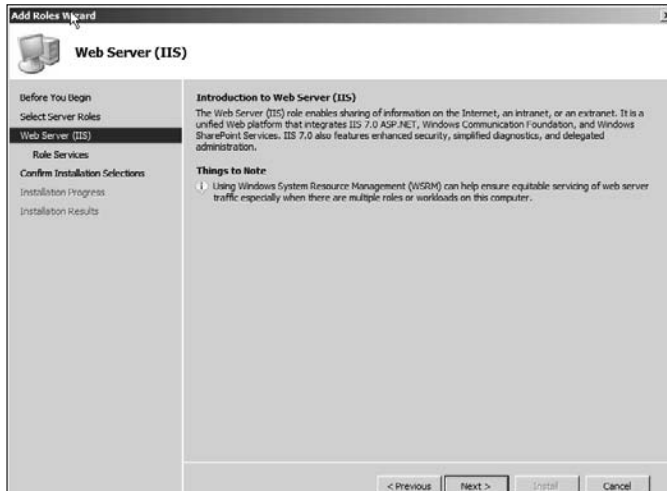 Add Roles Wizard
Web Server (IIS)
Before You Begin
Select Server Roles
Web Server (IIS)
Role Services
Confirm Installation Selections
Installation Progress
Installation Results
Introduction to Web Server (IIS)
The Web Server (IIS) role enables sharing of information on the Internet, an intranet, or an extranet. It is a
unified Web platform that integrates IIS 7.0 ASP.NET, Windows Communication Foundation, and Windows
SharePoint Services. IIS 7.0 also features enhanced security, simplified diagnostics, and delegated
administration.
Things to Note
Using Windows System Resource Management (WSRM) can help ensure equitable servicing of web server
traffic especially when there are multiple roles or workloads on this computer.
< Previous
Next >
Install
Cancel